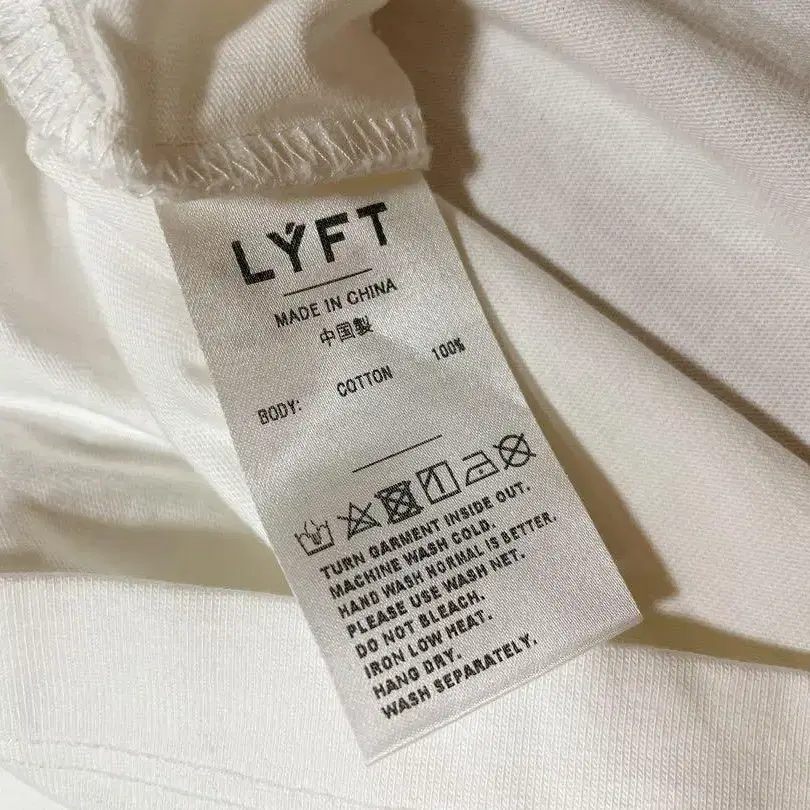 LÝFT
MADE IN CHINA
中国製
BODY: COTTON 100%
TURN GARMENT INSIDE OUT.
MACHINE WASH COLD.
HAND WASH NORMAL IS BETTER.
PLEASE USE WASH NET.
DO NOT BLEACH.
IRON LOW HEAT.
HANG DRY.
WASH SEPARATELY.